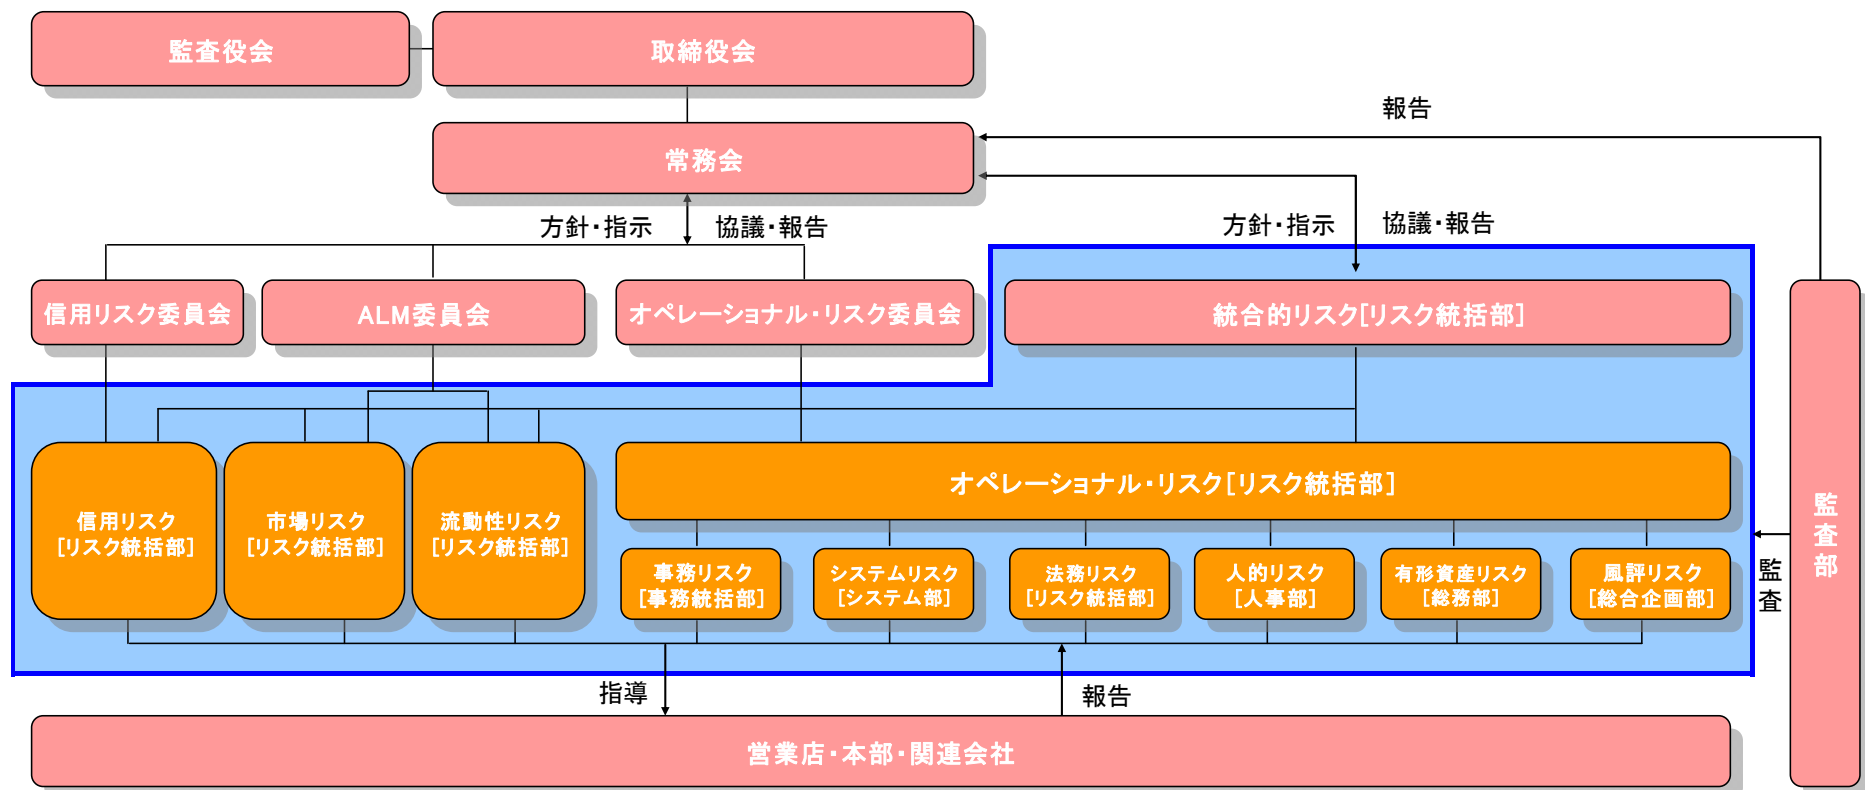 監査役会
取締役会
報告
常務会
方針・指示
協議・報告
方針・指示
協議・報告
信用リスク委員会
ALM委員会
オペレーショナル・リスク委員会
統合的リスク[リスク統括部]
オペレーショナル・リスク[リスク統括部]
信用リスク
[リスク統括部]
市場リスク
[リスク統括部]
流動性リスク
[リスク統括部]
事務リスク
[事務統括部]
システムリスク
[システム部]
法務リスク
[リスク統括部]
人的リスク
[人事部]
有形資産リスク
[総務部]
風評リスク
[総合企画部]
監査
監査部
指導
報告
営業店・本部・関連会社